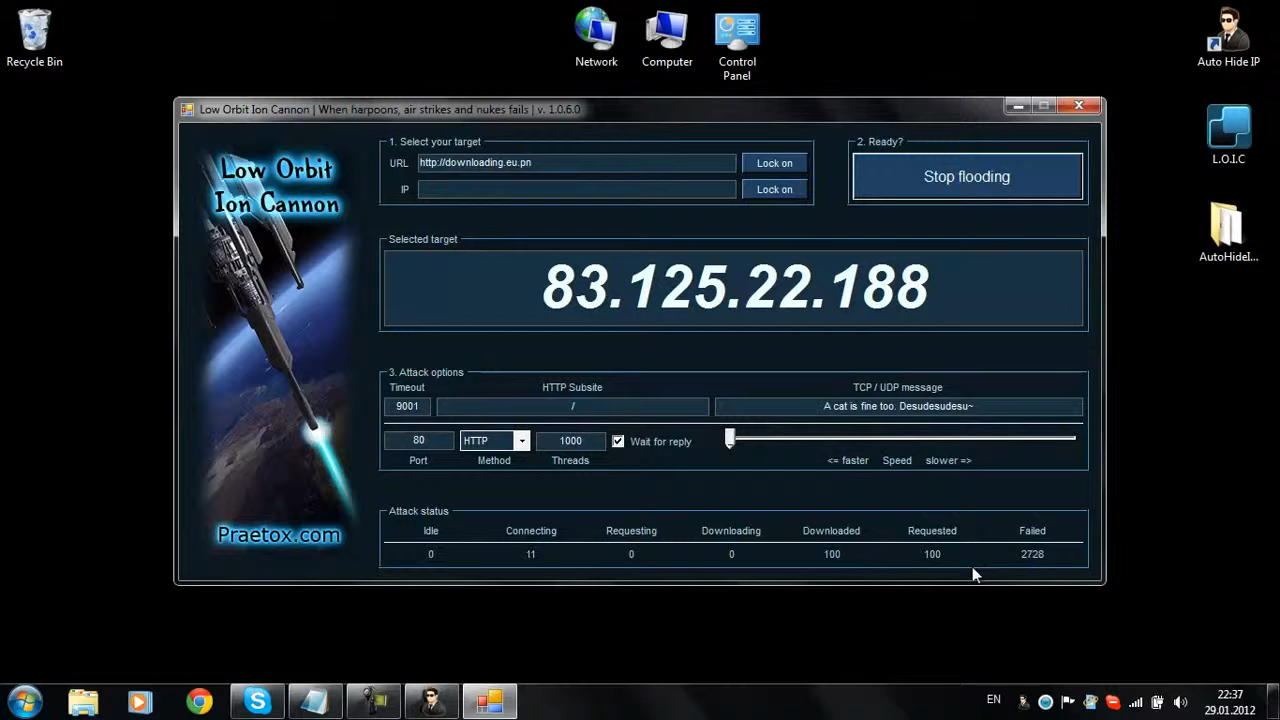 Recycle Bin
Network
Computer
Control
Panel
Auto Hide IP
L.O.I.C
AutoHideI...
Low Orbit Ion Cannon | When harpoons, air strikes and nukes fails | v. 1.0.6.0
Low Orbit
Ion Cannon
Praetox.com
1. Select your target
URL http://downloading.eu.pn Lock on
IP Lock on
2. Ready?
Stop flooding
Selected target
83.125.22.188
3. Attack options
Timeout HTTP Subsite TCP / UDP message
9001 / A cat is fine too. Desudesudesu~
80 HTTP 1000 Wait for reply
Port Method Threads <= faster Speed slower =>
Attack status
Idle Connecting Requesting Downloading Downloaded Requested Failed
0 11 0 0 100 100 2728
EN
22:37
29.01.2012